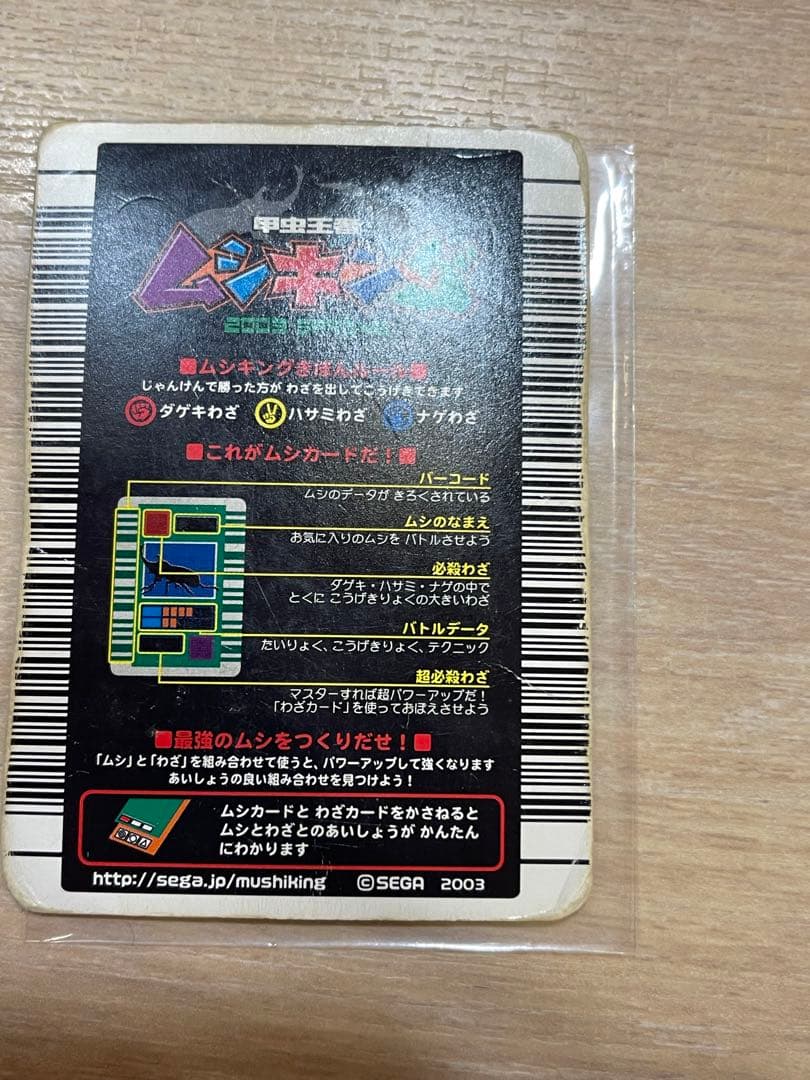 甲虫王者
ムシキング
2003
■ムシキングきほんルール■
じゃんけんで勝った方が わざを出してこうげきできます
ダゲキわざ ハサミわざ ナゲわざ
■これがムシカードだ！■
バーコード
ムシのデータが きろくされている
ムシのなまえ
お気に入りのムシを バトルさせよう
必殺わざ
ダゲキ・ハサミ・ナゲの中で
とくに こうげきりょくの大きいわざ
バトルデータ
たいりょく、こうげきりょく、テクニック
超必殺わざ
マスターすれば超パワーアップだ！
「わざカード」を使っておぼえさせよう
■最強のムシをつくりだせ！■
「ムシ」と「わざ」を組み合わせて使うと、パワーアップして強くなります
あいしょうの良い組み合わせを見つけよう！
ムシカードと わざカードをかさねると
ムシとわざとのあいしょうが かんたん
にわかります
http://sega.jp/mushiking ©SEGA 2003